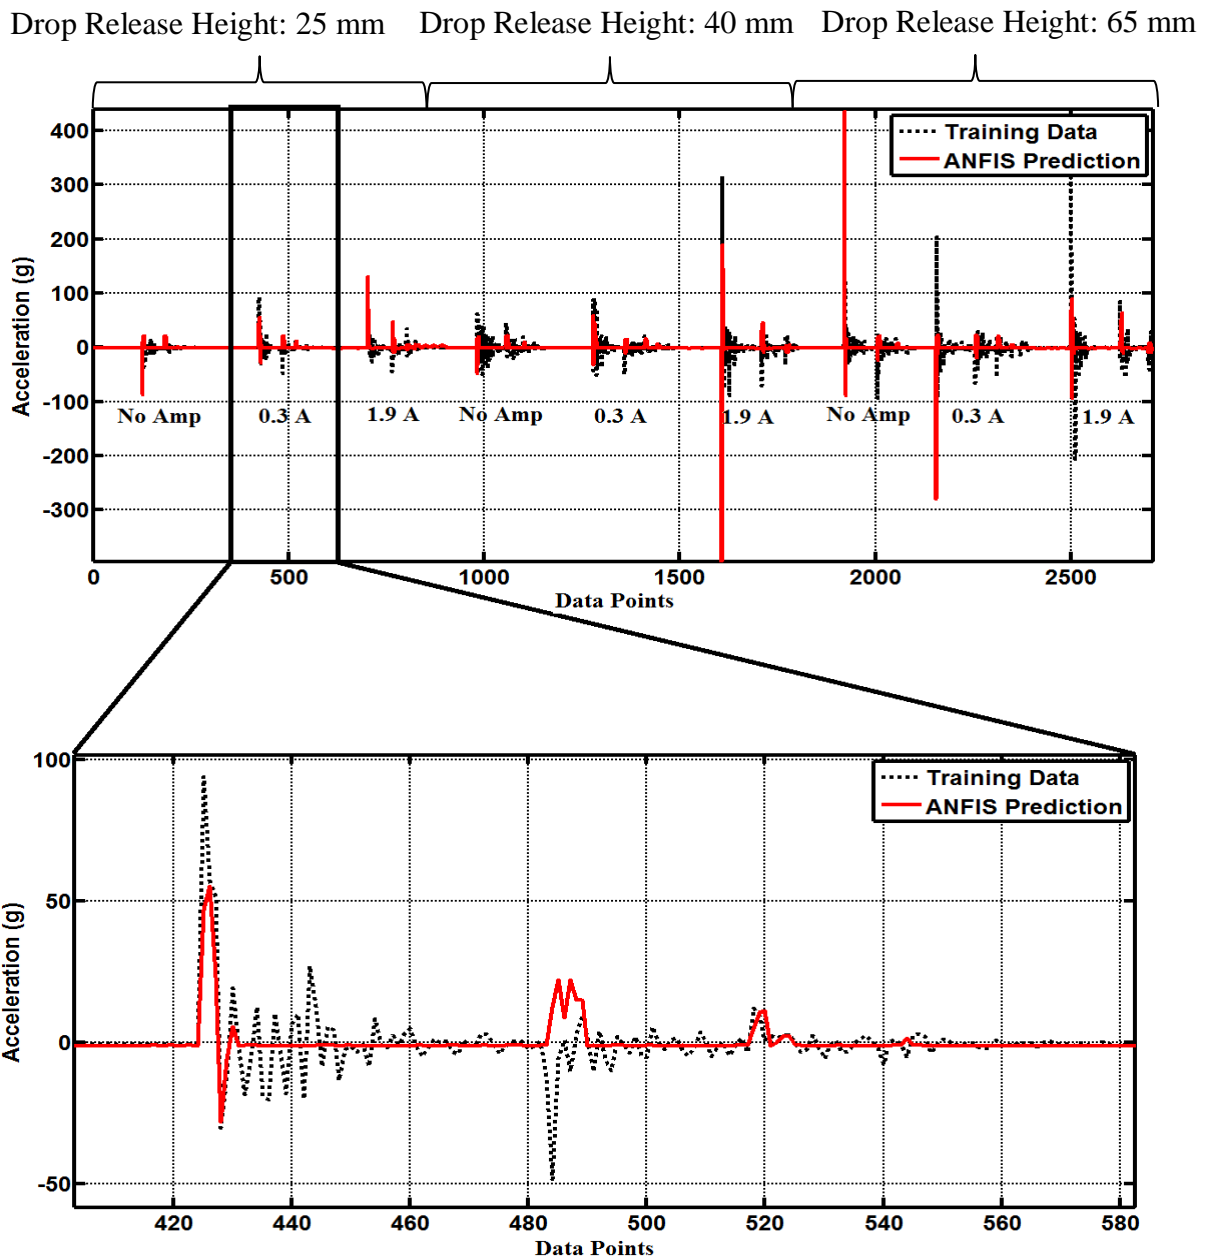 Drop Release Height: 25 mm Drop Release Height: 40 mm Drop Release Height: 65 mm
400
300
200
100
0
-100
-200
-300
Acceleration (g)
Training Data
ANFIS Prediction
No Amp 0.3 A 1.9 A No Amp 0.3 A 1.9 A No Amp 0.3 A 1.9 A
0 500 1000 1500 2000 2500
Data Points
100
50
0
-50
Acceleration (g)
Training Data
ANFIS Prediction
420 440 460 480 500 520 540 560 580
Data Points